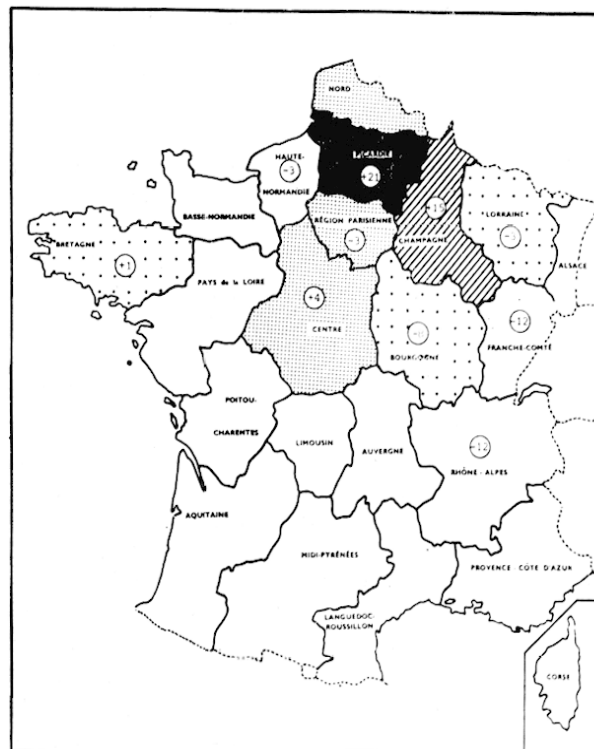 NORD
PICARDIE
+21
HAUTE-
-3
NORMANDIE
BASSE-NORMANDIE
RÉGION PARISIENNE
CHAMPAGNE
LORRAINE
ALSACE
BRETAGNE
+1
PAYS de la LOIRE
+4
CENTRE
BOURGOGNE
-12
FRANCHE-COMTÉ
POITOU-
CHARENTES
LIMOUSIN
AUVERGNE
-12
RHÔNE-ALPES
AQUITAINE
MIDI-PYRÉNÉES
PROVENCE-CÔTE D'AZUR
LANGUEDOC-
ROUSSILLON
CORSE